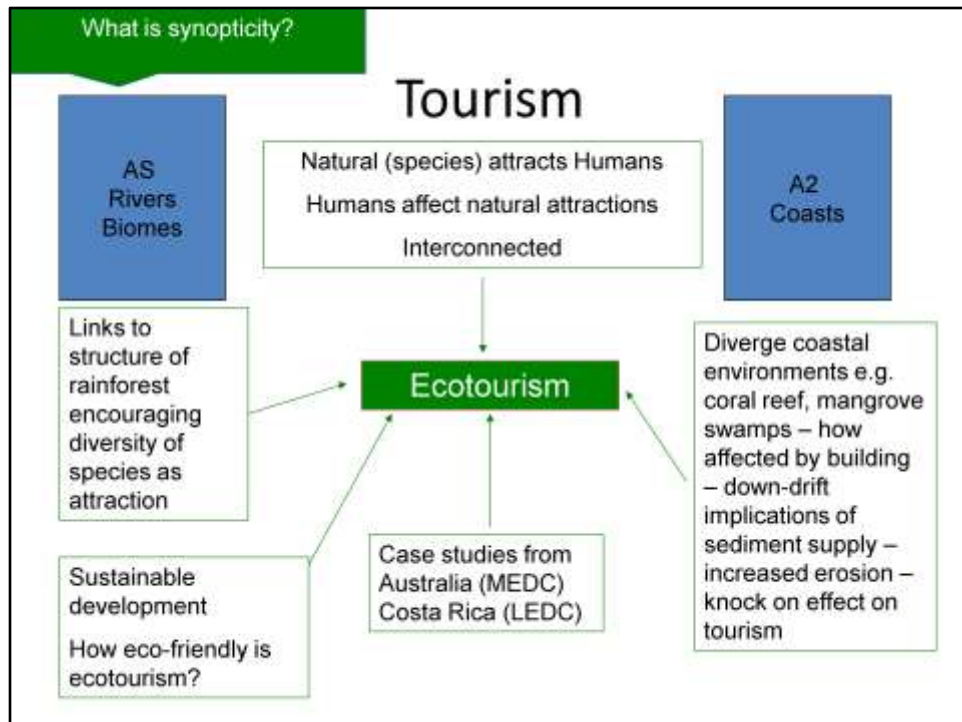 What is synopticity?
Tourism
AS
Rivers
Biomes
Natural (species) attracts Humans
Humans affect natural attractions
Interconnected
A2
Coasts
Links to
structure of
rainforest
encouraging
diversity of
species as
attraction
Ecotourism
Diverge coastal
environments e.g.
coral reef, mangrove
swamps – how
affected by building
– down-drift
implications of
sediment supply –
increased erosion –
knock on effect on
tourism
Sustainable
development
How eco-friendly is
ecotourism?
Case studies from
Australia (MEDC)
Costa Rica (LEDC)